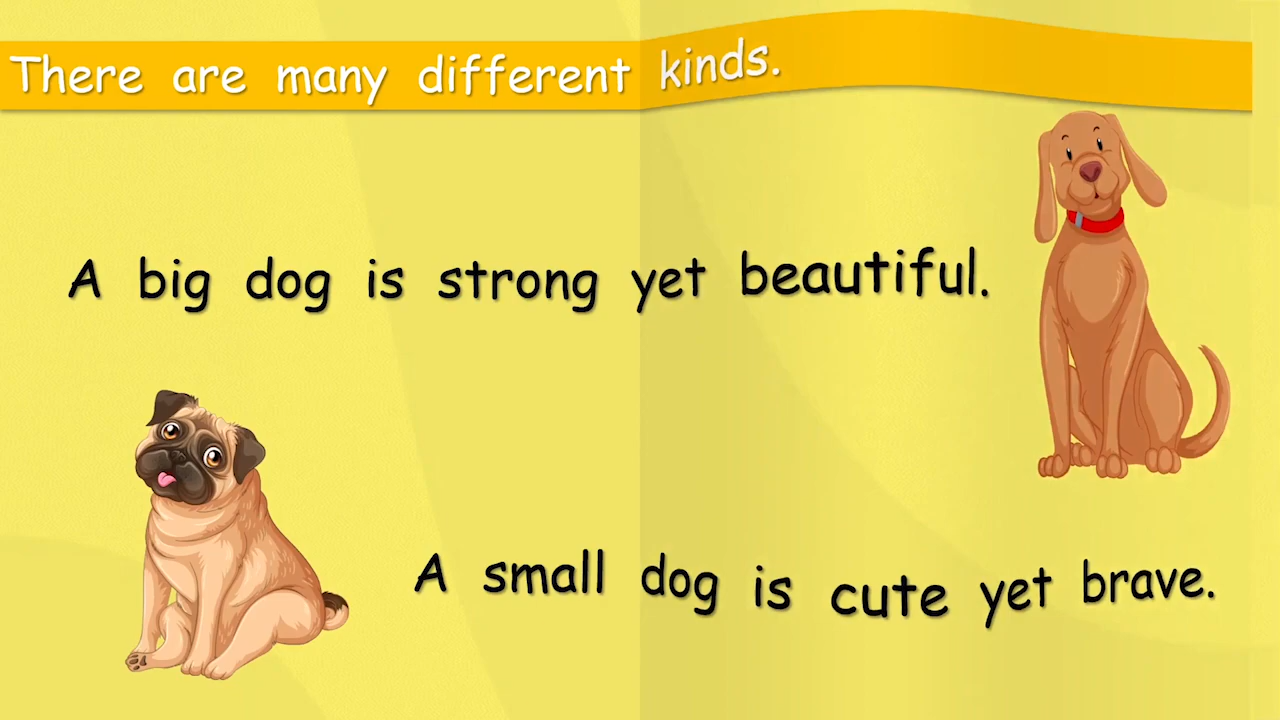 There are many different kinds.
A big dog is strong yet beautiful.
A small dog is cute yet brave.